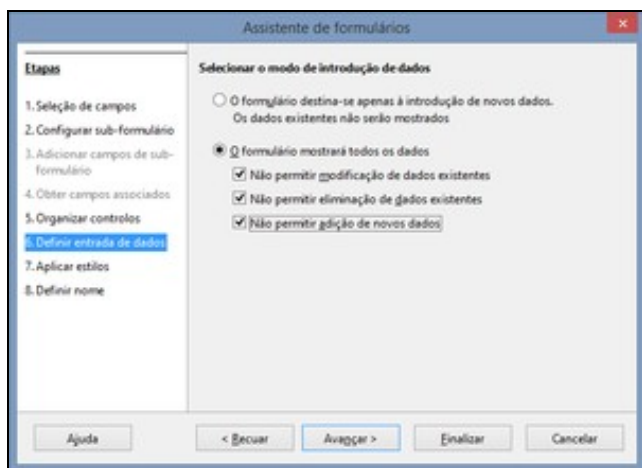 Assistente de formulários
Etapas
1. Seleção de campos
2. Configurar sub-formulário
3. Adicionar campos de sub-
formulário
4. Obter campos associados
5. Organizar controlos
6. Definir entrada de dados
7. Aplicar estilos
8. Definir nome
Selecionar o modo de introdução de dados
O formulário destina-se apenas à introdução de novos dados.
Os dados existentes não serão mostrados
O formulário mostrará todos os dados
Não permitir modificação de dados existentes
Não permitir eliminação de dados existentes
Não permitir adição de novos dados
Ajuda
< Recuar
Avançar >
Finalizar
Cancelar